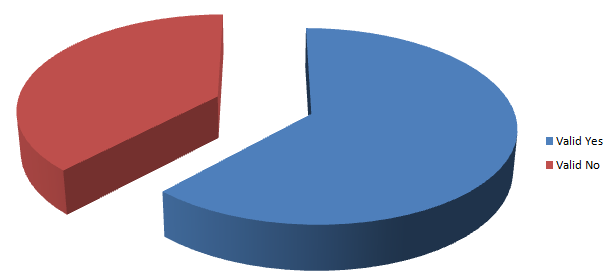 Valid Yes
Valid No